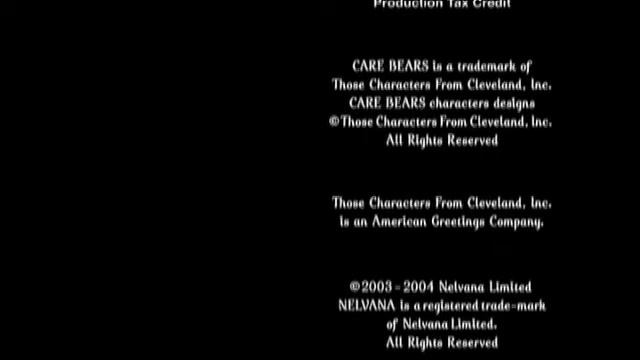 Production Tax Credit
CARE BEARS is a trademark of
Those Characters From Cleveland, Inc.
CARE BEARS characters designs
©Those Characters From Cleveland, Inc.
All Rights Reserved
Those Characters From Cleveland, Inc.
is an American Greetings Company.
©2003-2004 Nelvana Limited
NELVANA is a registered trade-mark
of Nelvana Limited.
All Rights Reserved